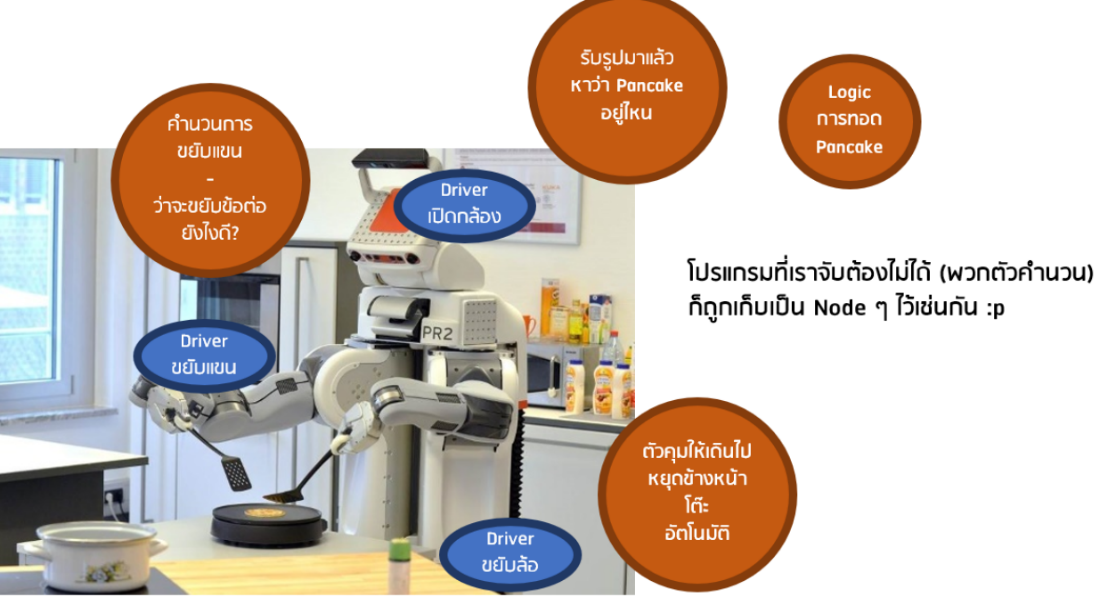 รับรูปมาแล้ว
หาว่า Pancake
อยู่ไหน
Logic
การทอด
Pancake
คำนวนการ
ขยับแขน
-
ว่าจะขยับข้อต่อ
ยังไงดี?
Driver
เปิดกล้อง
โปรแกรมที่เราจับต้องไม่ได้ (พวกตัวคำนวน)
ก็ถูกเก็บเป็น Node ๆ ไว้เช่นกัน :p
PR2
Driver
ขยับแขน
ตัวคุมให้เดินไป
หยุดข้างหน้า
โต๊ะ
อัตโนมัติ
Driver
ขยับล้อ